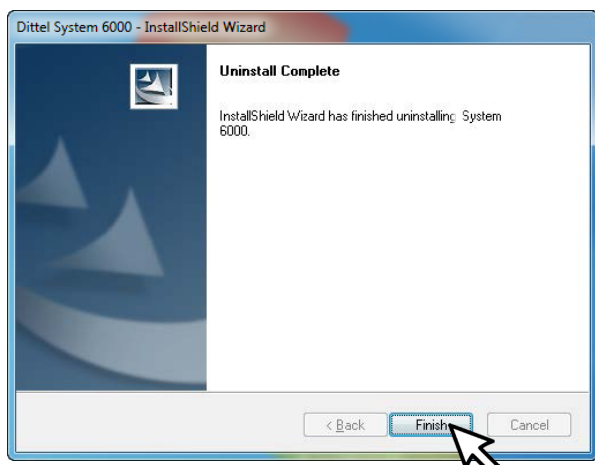 Dittel System 6000 - InstallShield Wizard
Uninstall Complete
InstallShield Wizard has finished uninstalling System
6000.
< Back Finish Cancel